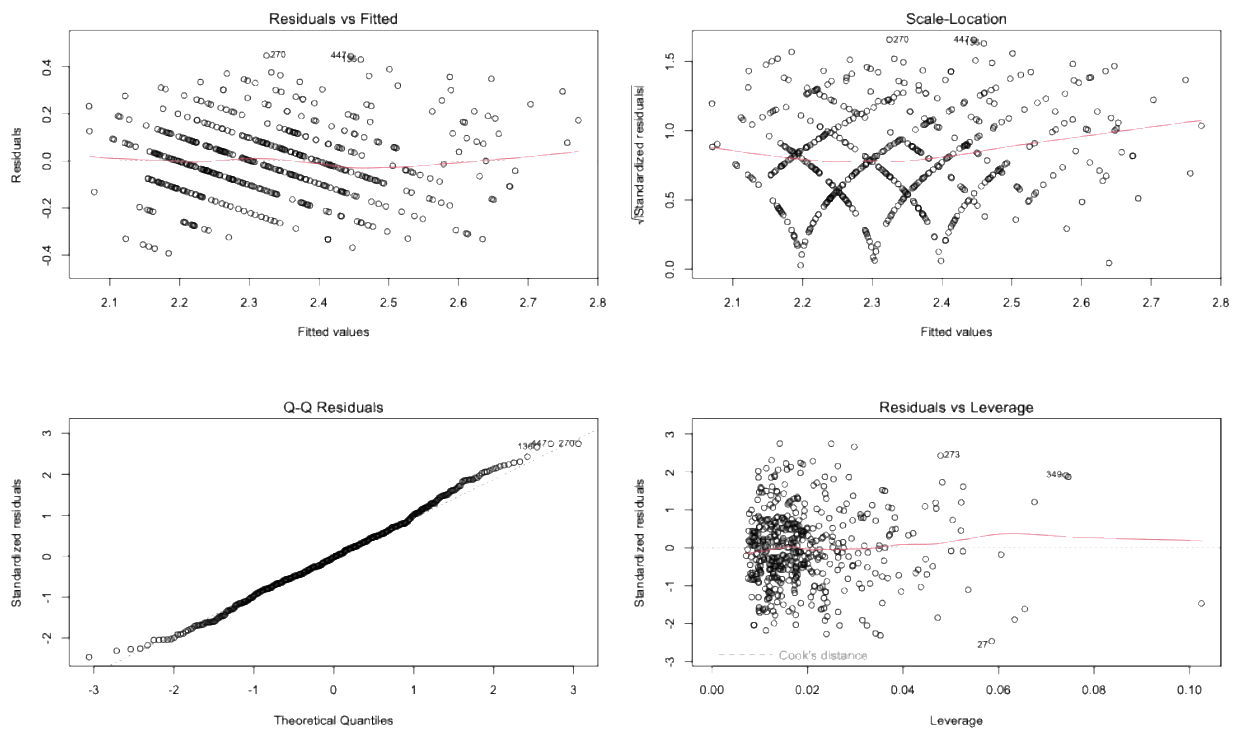 Residuals vs Fitted
Residuals
0.4
0.2
0.0
-0.2
-0.4
270
447
2.1 2.2 2.3 2.4 2.5 2.6 2.7 2.8
Fitted values
Scale-Location
√|Standardized residuals|
1.5
1.0
0.5
0.0
270
447
2.1 2.2 2.3 2.4 2.5 2.6 2.7 2.8
Fitted values
Q-Q Residuals
Standardized residuals
3
2
1
0
-1
-2
447 270
-3 -2 -1 0 1 2 3
Theoretical Quantiles
Residuals vs Leverage
Standardized residuals
3
2
1
0
-1
-2
-3
273
349
27
Cook's distance
0.00 0.02 0.04 0.06 0.08 0.10
Leverage